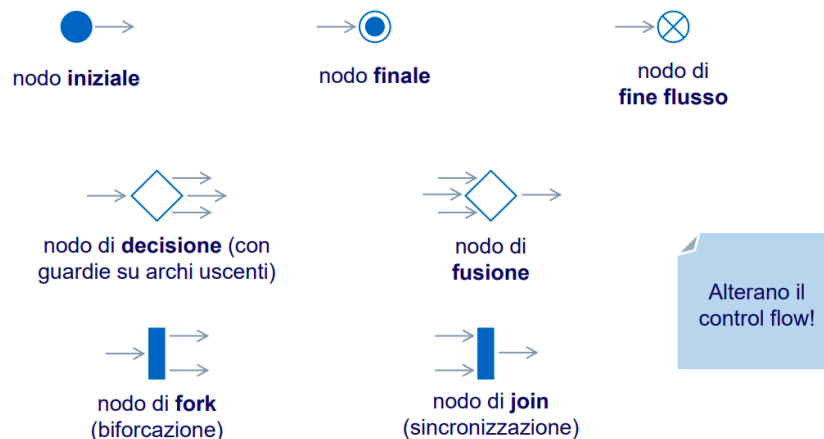 nodo iniziale
nodo finale
nodo di
fine flusso
nodo di decisione (con
guardie su archi uscenti)
nodo di
fusione
Alterano il
control flow!
nodo di fork
(biforcazione)
nodo di join
(sincronizzazione)